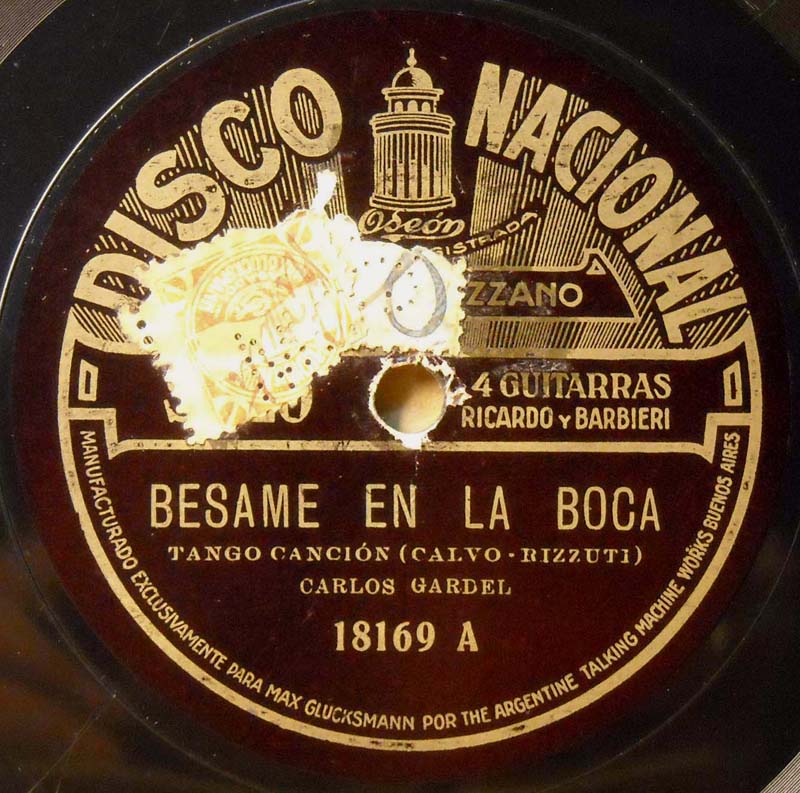 DISCO NACIONAL
Odeón
ISTRADA
ZZANO
4 GUITARRAS
RICARDO Y BARBIERI
BESAME EN LA BOCA
TANGO CANCIÓN (CALVO - RIZZUTI)
CARLOS GARDEL
18169 A
MANUFACTURADO EXCLUSIVAMENTE PARA MAX GLUCKSMANN POR THE ARGENTINE TALKING MACHINE WORKS BUENOS AIRES